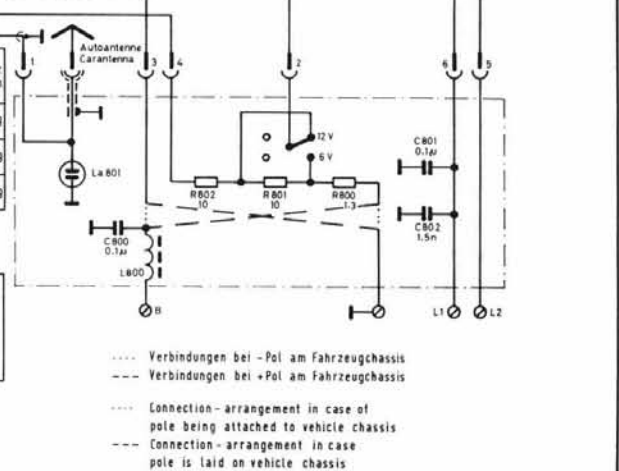 Autoantenne
Carantenna
1
3
4
2
6
5
12 V
6 V
C801
0.1µ
La 801
R802
10
R801
10
R800
1.3
C802
1.5n
C800
0.1µ
L800
B
L1
L2
.... Verbindungen bei -Pol am Fahrzeugchassis
--- Verbindungen bei +Pol am Fahrzeugchassis
.... Connection - arrangement in case of
pole being attached to vehicle chassis
--- Connection - arrangement in case
pole is laid on vehicle chassis